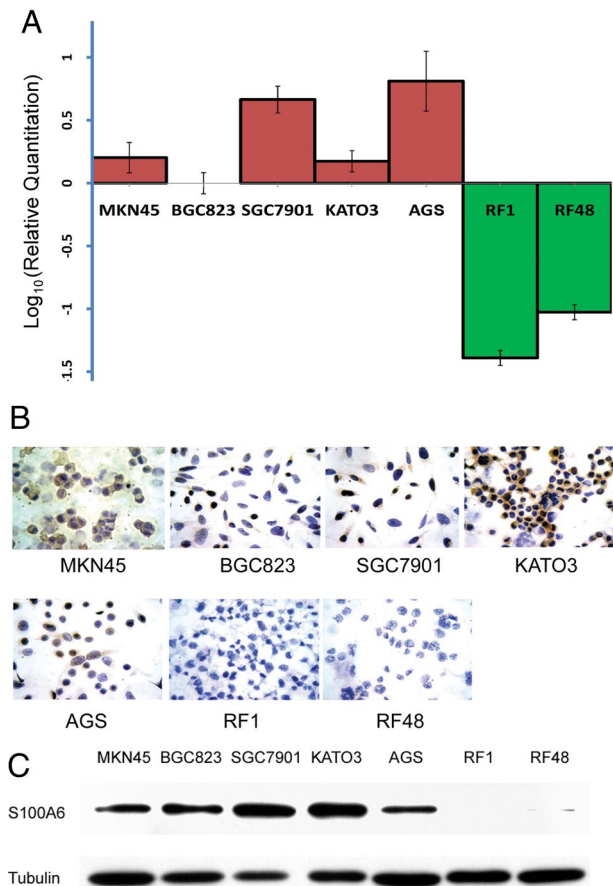 A
Log10(Relative Quantitation)
1
0.5
0
-0.5
-1
-1.5
MKN45 BGC823 SGC7901 KATO3 AGS RF1 RF48
B
MKN45 BGC823 SGC7901 KATO3
AGS RF1 RF48
C
MKN45 BGC823 SGC7901 KATO3 AGS RF1 RF48
S100A6
Tubulin